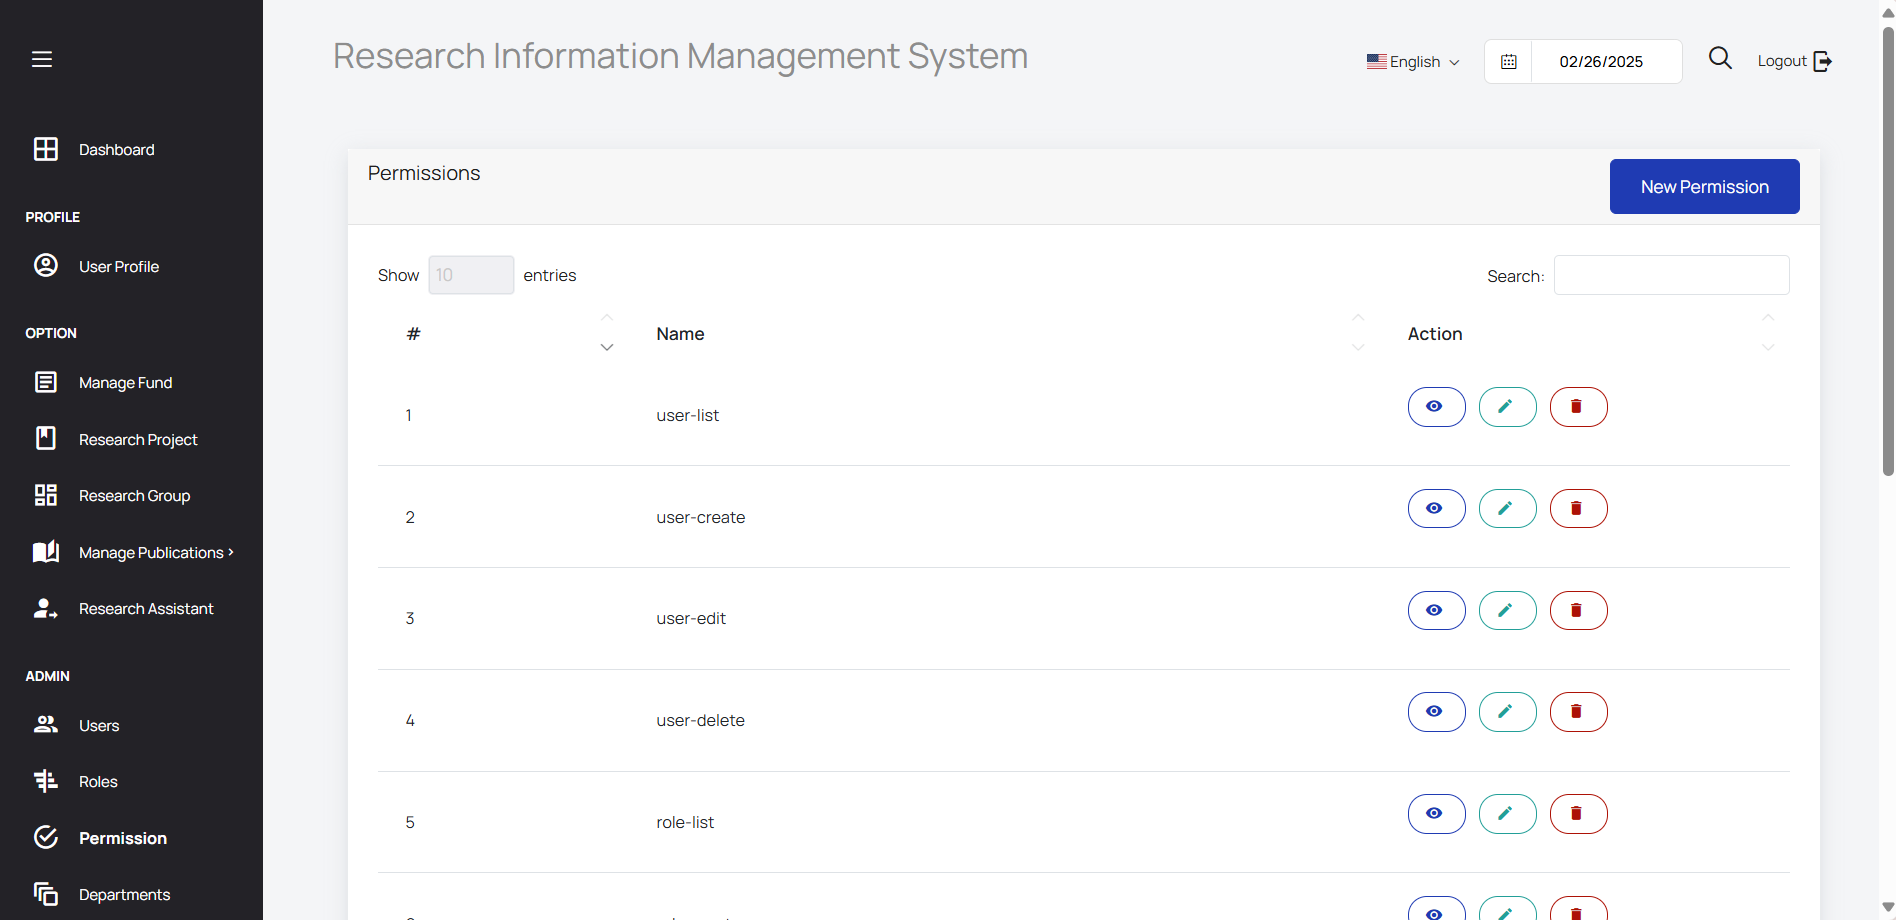 Research Information Management System
English
02/26/2025
Logout
Dashboard
PROFILE
User Profile
OPTION
Manage Fund
Research Project
Research Group
Manage Publications
Research Assistant
ADMIN
Users
Roles
Permission
Departments
Permissions
New Permission
Show 10 entries
Search:
# Name Action
1 user-list
2 user-create
3 user-edit
4 user-delete
5 role-list